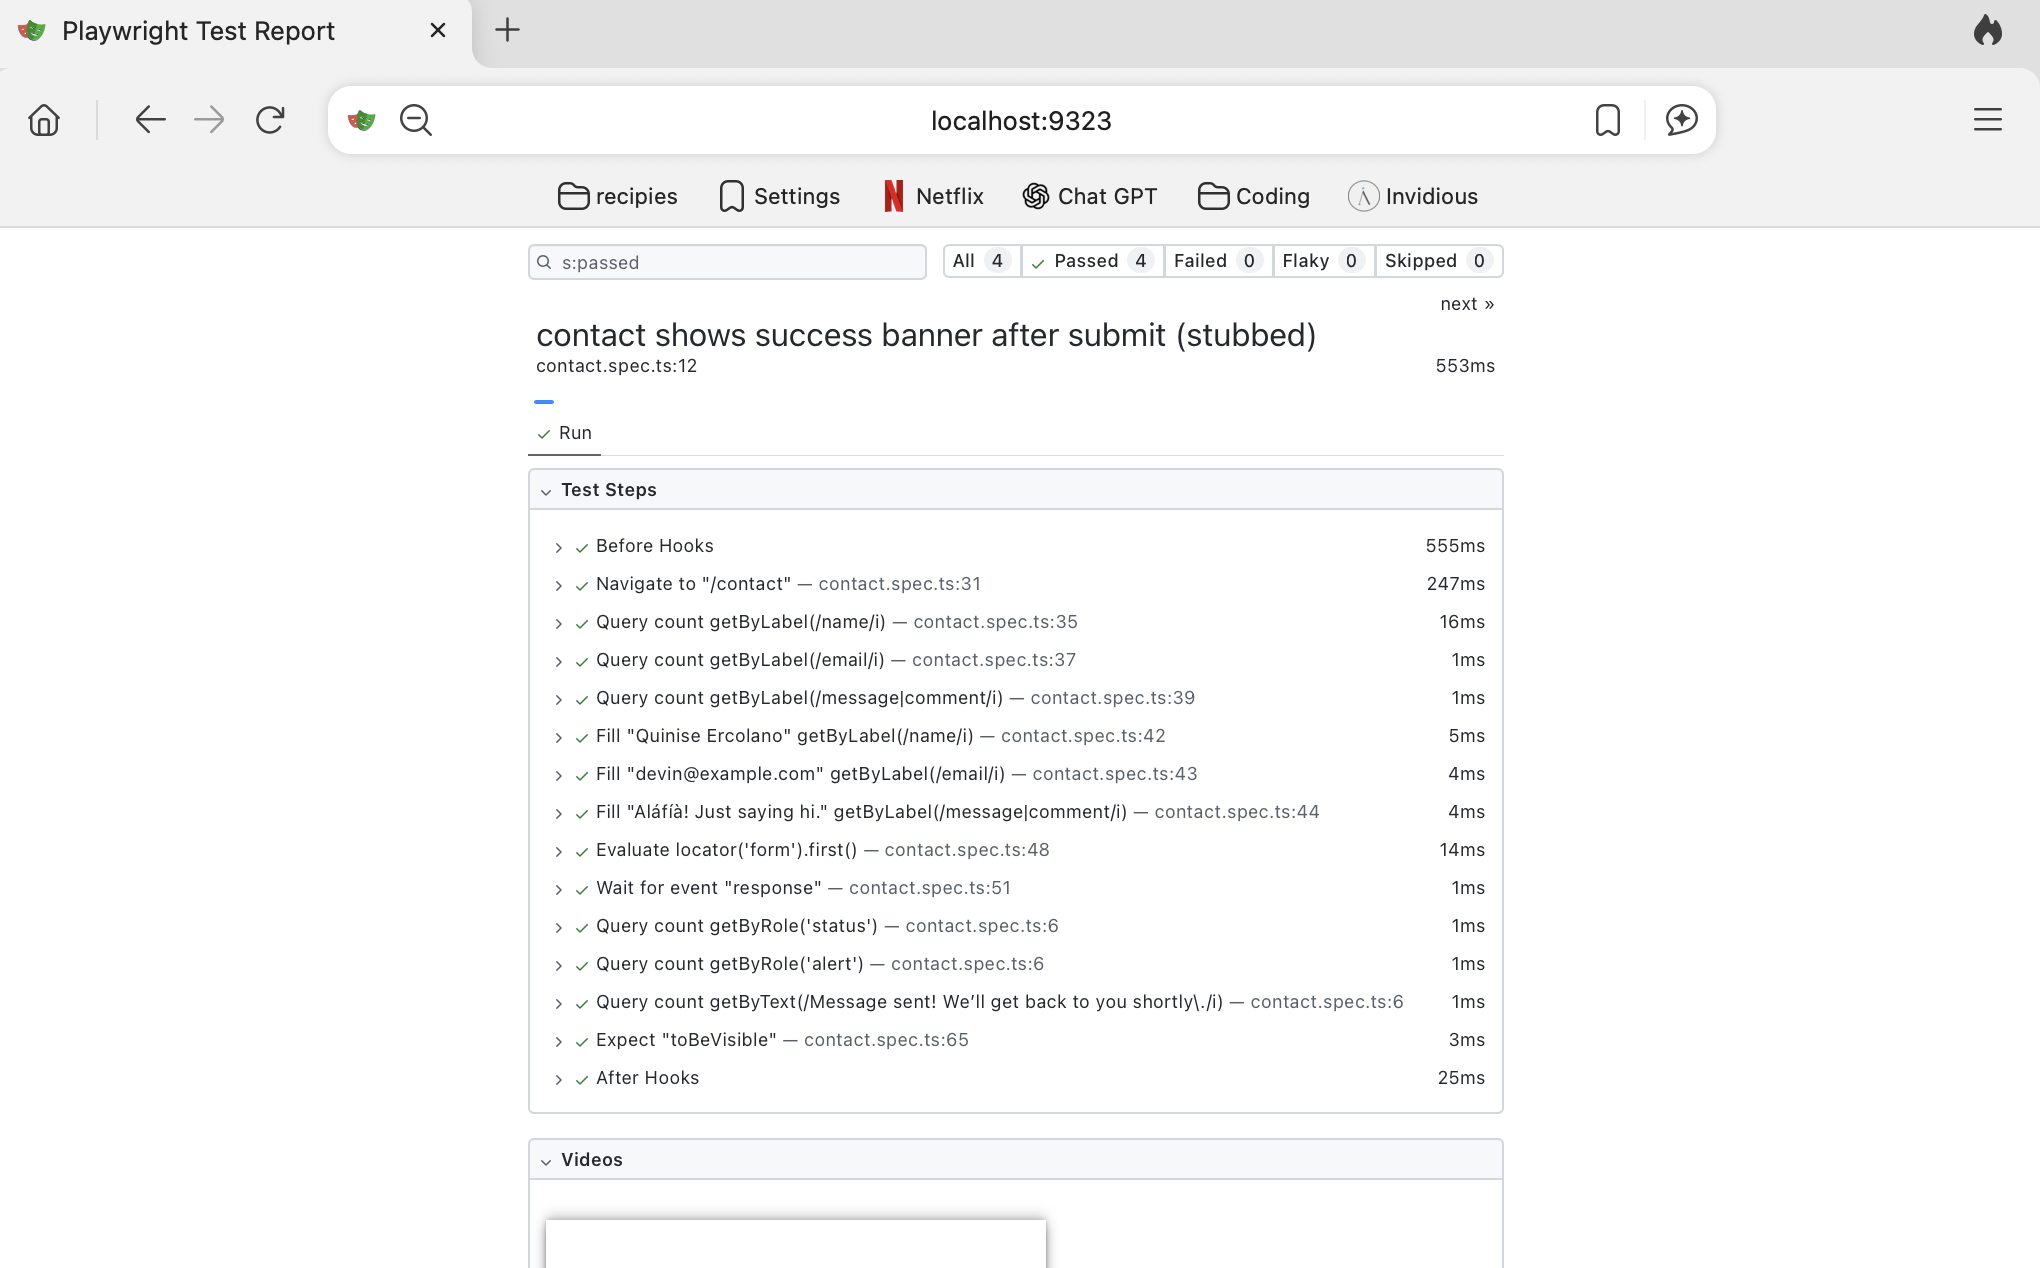 Playwright Test Report
localhost:9323
recipies Settings Netflix Chat GPT Coding Invidious
s:passed All 4 Passed 4 Failed 0 Flaky 0 Skipped 0
next »
contact shows success banner after submit (stubbed)
contact.spec.ts:12 553ms
Run
Test Steps
Before Hooks 555ms
Navigate to "/contact" — contact.spec.ts:31 247ms
Query count getByLabel(/name/i) — contact.spec.ts:35 16ms
Query count getByLabel(/email/i) — contact.spec.ts:37 1ms
Query count getByLabel(/message|comment/i) — contact.spec.ts:39 1ms
Fill "Quinise Ercolano" getByLabel(/name/i) — contact.spec.ts:42 5ms
Fill "devin@example.com" getByLabel(/email/i) — contact.spec.ts:43 4ms
Fill "Aláfíà! Just saying hi." getByLabel(/message|comment/i) — contact.spec.ts:44 4ms
Evaluate locator('form').first() — contact.spec.ts:48 14ms
Wait for event "response" — contact.spec.ts:51 1ms
Query count getByRole('status') — contact.spec.ts:6 1ms
Query count getByRole('alert') — contact.spec.ts:6 1ms
Query count getByText(/Message sent! We’ll get back to you shortly\./i) — contact.spec.ts:6 1ms
Expect "toBeVisible" — contact.spec.ts:65 3ms
After Hooks 25ms
Videos